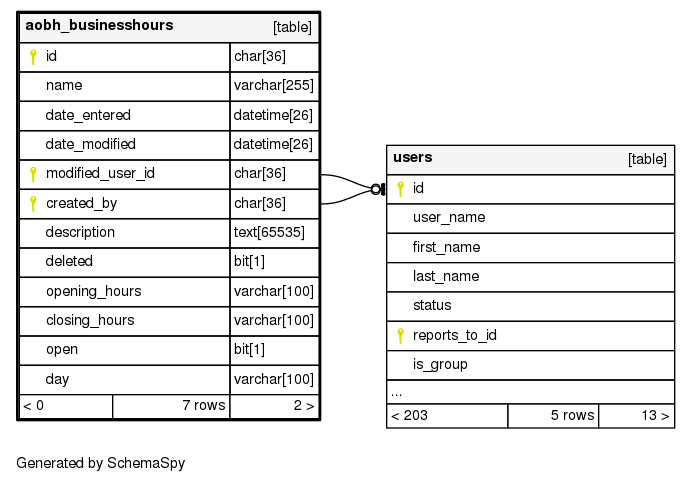 aobh_businesshours [table]
id char[36]
name varchar[255]
date_entered datetime[26]
date_modified datetime[26]
modified_user_id char[36]
created_by char[36]
description text[65535]
deleted bit[1]
opening_hours varchar[100]
closing_hours varchar[100]
open bit[1]
day varchar[100]
< 0 7 rows 2 >
users [table]
id
user_name
first_name
last_name
status
reports_to_id
is_group
...
< 203 5 rows 13 >
Generated by SchemaSpy